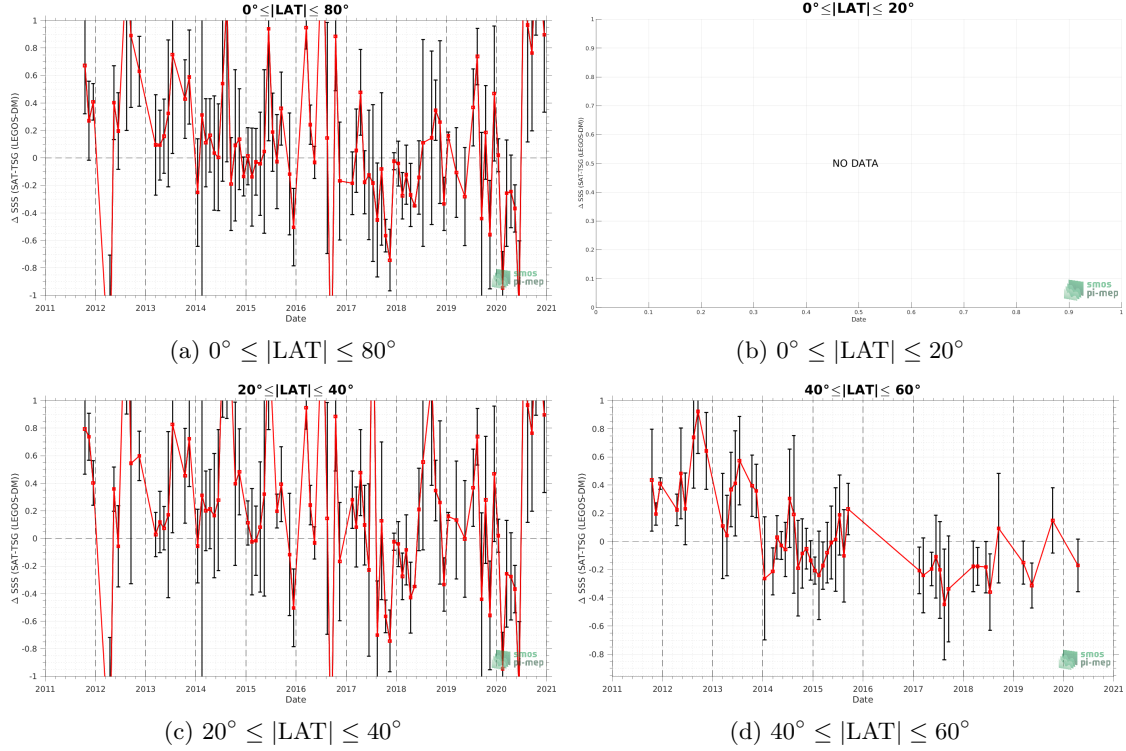 0°≤|LAT|≤ 80°
Δ SSS (SAT-TSG (LEGOS-DM))
1
0.8
0.6
0.4
0.2
0
-0.2
-0.4
-0.6
-0.8
-1
2011 2012 2013 2014 2015 2016 2017 2018 2019 2020 2021
Date
smos
pi-mep
(a) 0° ≤ |LAT| ≤ 80°
0°≤|LAT|≤ 20°
Δ SSS (SAT-TSG (LEGOS-DM))
1
0.9
0.8
0.7
0.6
0.5
0.4
0.3
0.2
0.1
0
NO DATA
0 0.1 0.2 0.3 0.4 0.5 0.6 0.7 0.8 0.9 1
Date
smos
pi-mep
(b) 0° ≤ |LAT| ≤ 20°
20°≤|LAT|≤ 40°
Δ SSS (SAT-TSG (LEGOS-DM))
1
0.8
0.6
0.4
0.2
0
-0.2
-0.4
-0.6
-0.8
-1
2011 2012 2013 2014 2015 2016 2017 2018 2019 2020 2021
Date
smos
pi-mep
(c) 20° ≤ |LAT| ≤ 40°
40°≤|LAT|≤ 60°
Δ SSS (SAT-TSG (LEGOS-DM))
1
0.8
0.6
0.4
0.2
0
-0.2
-0.4
-0.6
-0.8
2011 2012 2013 2014 2015 2016 2017 2018 2019 2020 2021
Date
smos
pi-mep
(d) 40° ≤ |LAT| ≤ 60°